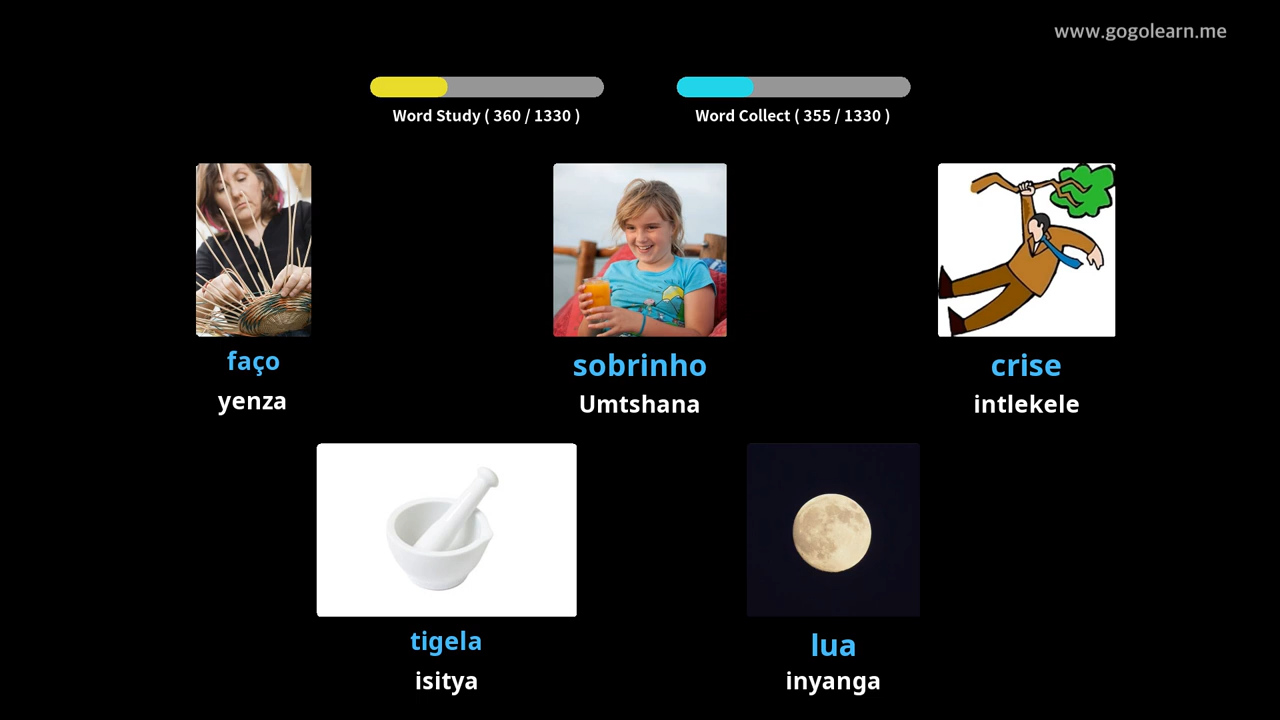 www.gogolearn.me
Word Study ( 360 / 1330 )
Word Collect ( 355 / 1330 )
faço
yenza
sobrinho
Umtshana
crise
intlekele
tigela
isitya
lua
inyanga